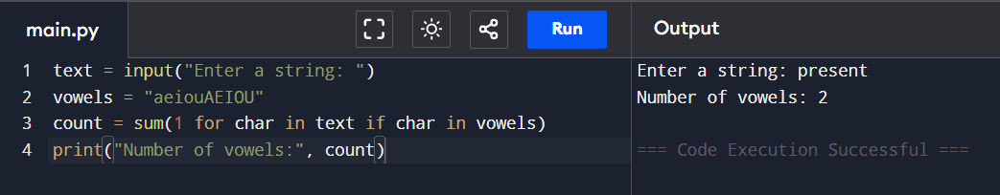 main.py
Run
Output
1 text = input("Enter a string: ")
2 vowels = "aeiouAEIOU"
3 count = sum(1 for char in text if char in vowels)
4 print("Number of vowels:", count)
Enter a string: present
Number of vowels: 2
=== Code Execution Successful ===